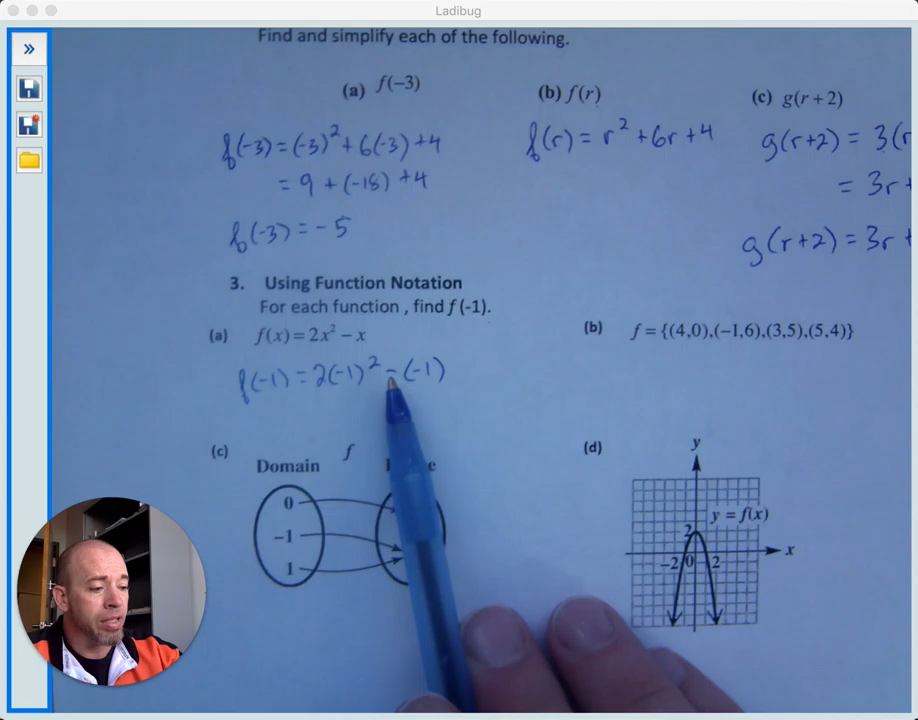 Ladibug
»
Find and simplify each of the following.
(a) f(−3)
(b) f(r)
(c) g(r + 2)
f(-3) = (-3)² + 6(-3) + 4
= 9 + (-18) + 4
f(-3) = -5
f(r) = r² + 6r + 4
g(r+2) = 3(r
= 3r +
g(r+2) = 3r +
3. Using Function Notation
For each function , find f (-1).
(a) f(x) = 2x² − x
(b) f = {(4,0),(−1,6),(3,5),(5,4)}
f(-1) = 2(-1)² - (-1)
(c) f
Domain
0
−1
1
(d) y
y = f(x)
2
x
−2 0 2